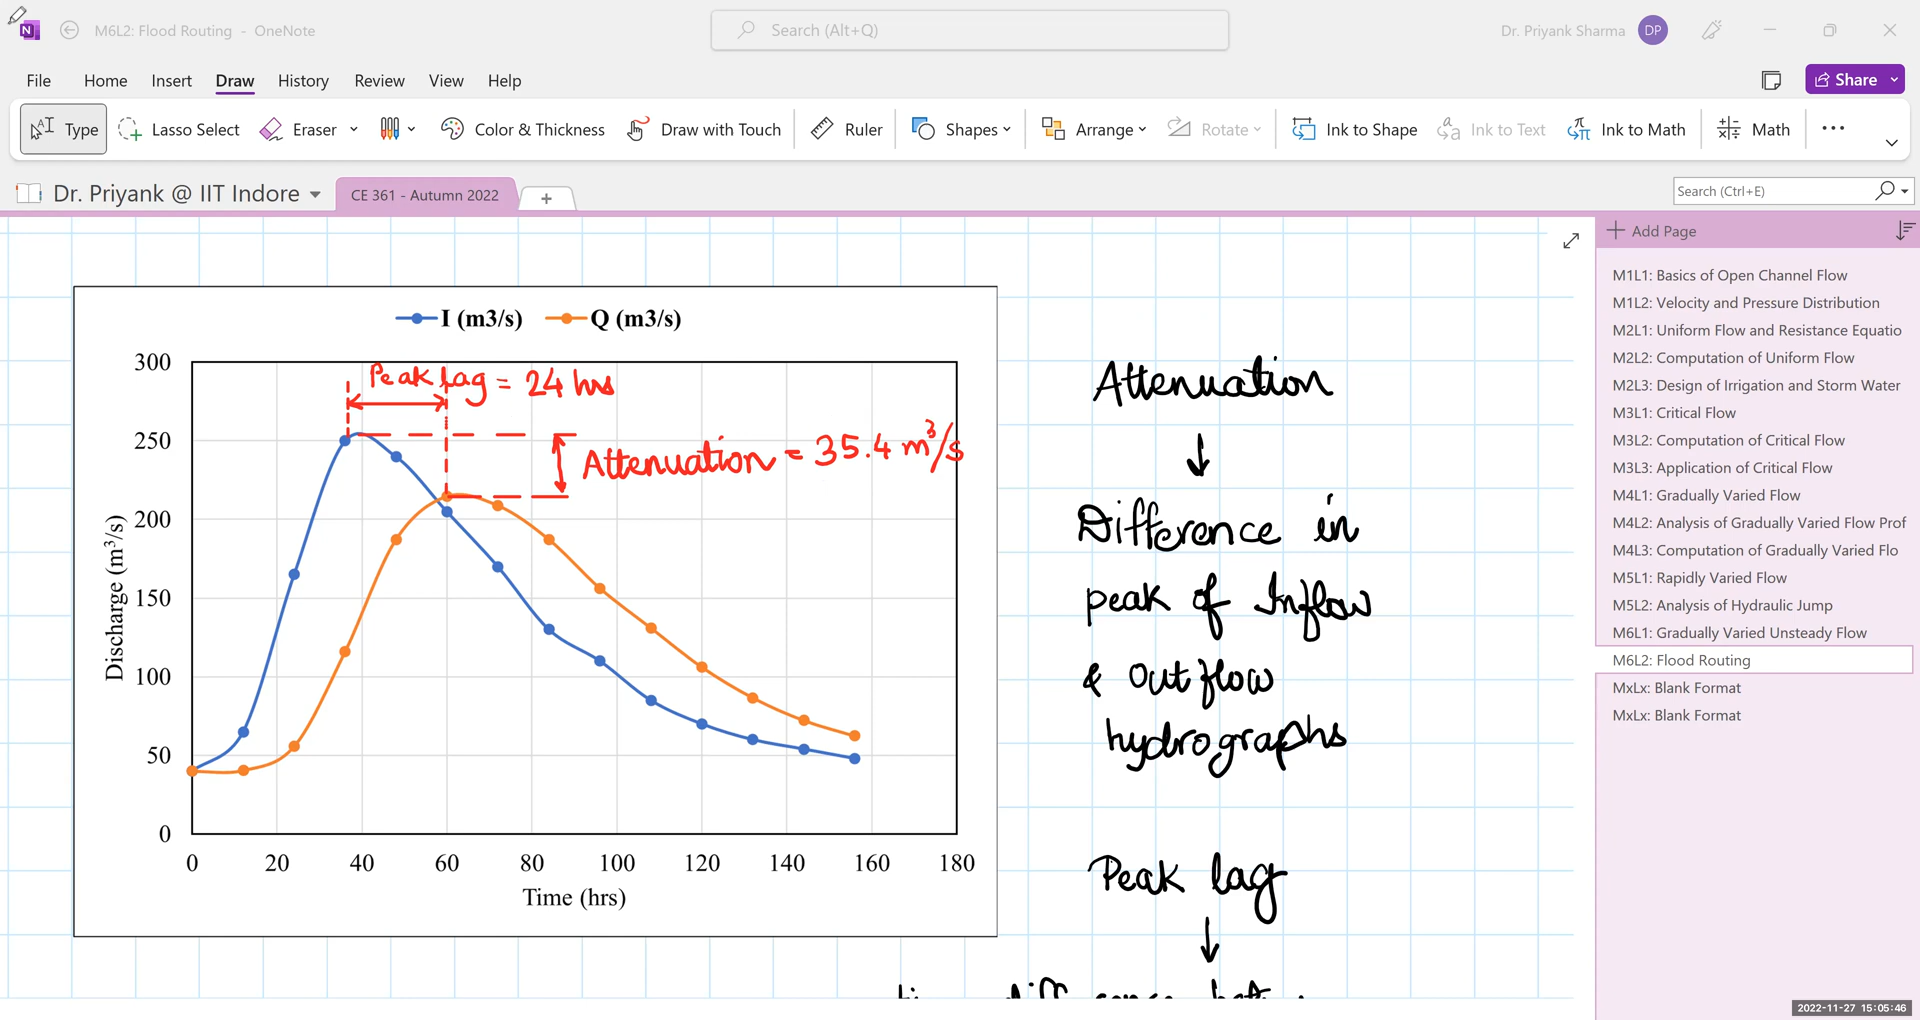 M6L2: Flood Routing - OneNote
Search (Alt+Q)
Dr. Priyank Sharma
DP
File Home Insert Draw History Review View Help
Share
Type Lasso Select Eraser Color & Thickness Draw with Touch Ruler Shapes Arrange Rotate Ink to Shape Ink to Text Ink to Math Math
Dr. Priyank @ IIT Indore
CE 361 - Autumn 2022
Search (Ctrl+E)
Add Page
M1L1: Basics of Open Channel Flow
M1L2: Velocity and Pressure Distribution
M2L1: Uniform Flow and Resistance Equatio
M2L2: Computation of Uniform Flow
M2L3: Design of Irrigation and Storm Water
M3L1: Critical Flow
M3L2: Computation of Critical Flow
M3L3: Application of Critical Flow
M4L1: Gradually Varied Flow
M4L2: Analysis of Gradually Varied Flow Prof
M4L3: Computation of Gradually Varied Flo
M5L1: Rapidly Varied Flow
M5L2: Analysis of Hydraulic Jump
M6L1: Gradually Varied Unsteady Flow
M6L2: Flood Routing
MxLx: Blank Format
MxLx: Blank Format
I (m3/s) Q (m3/s)
300
250
200
150
100
50
0
Discharge (m³/s)
0 20 40 60 80 100 120 140 160 180
Time (hrs)
Peak lag = 24 hrs
Attenuation = 35.4 m³/s
Attenuation
↓
Difference in
peak of Inflow
& outflow
hydrographs
Peak lag
↓
2022-11-27 15:05:46